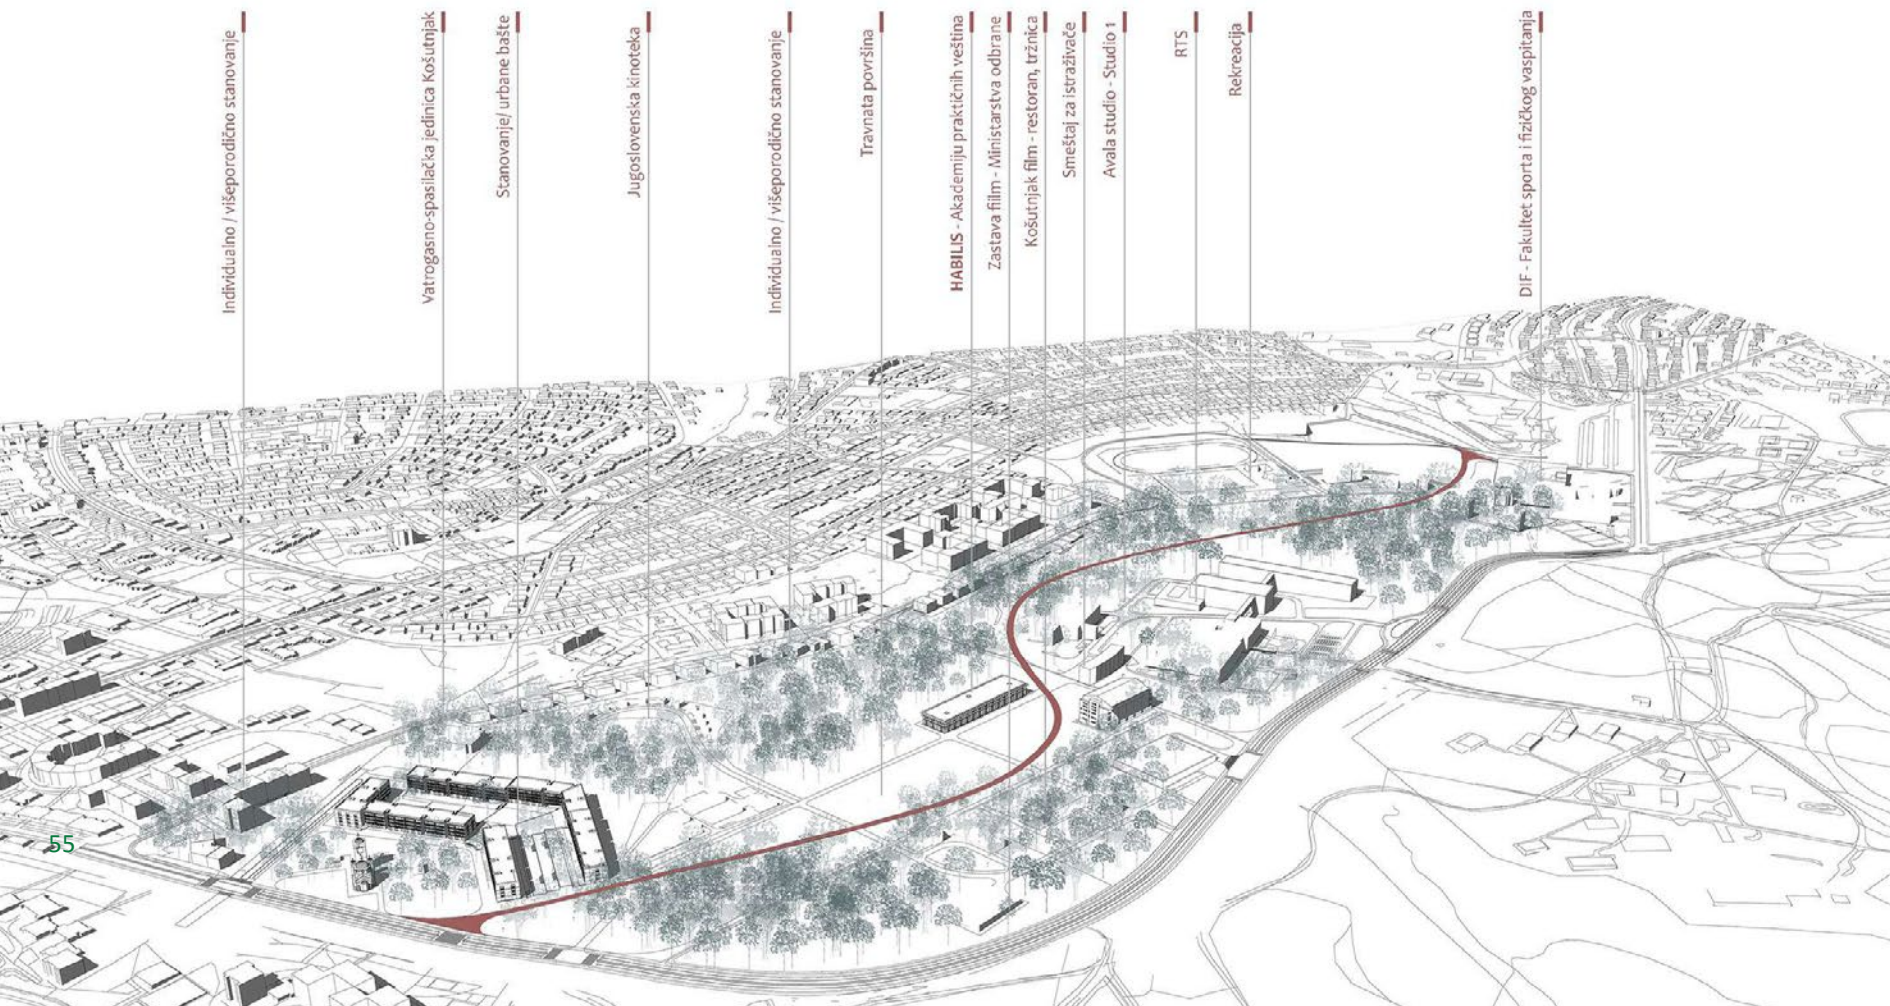 Individualno / višeporodično stanovanje
Vatrogasno-spasilačka jedinica Košutnjak
Stanovanje/ urbane bašte
Jugoslovenska kinoteka
Individualno / višeporodično stanovanje
Travnata površina
HABILIS - Akademiju praktičnih veština
Zastava fiilm - Ministarstva odbrane
Košutnjak film - restoran, tržnica
Smeštaj za istraživače
Avala studio - Studio 1
RTS
Rekreacija
DIF - Fakultet sporta i fizičkog vaspitanja
55